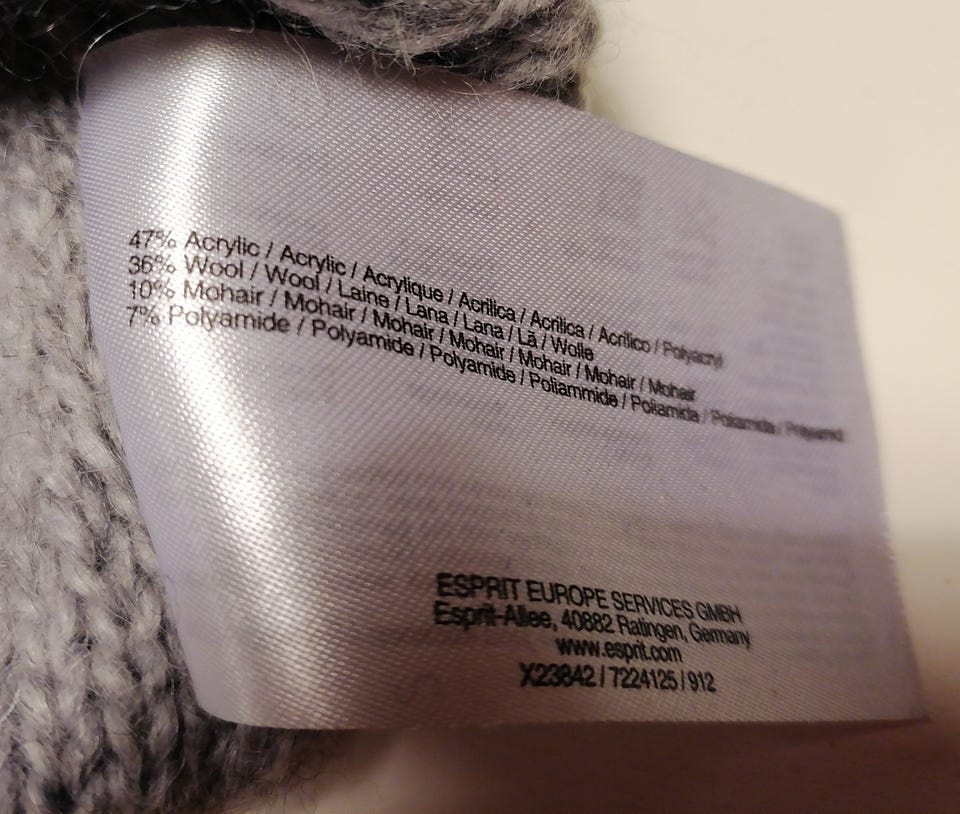 47% Acrylic / Acrylic / Acrylique / Acrilica / Acrilica / Acrílico / Polyacryl
36% Wool / Wool / Laine / Lana / Lana / Lã / Wolle
10% Mohair / Mohair / Mohair / Mohair / Mohair / Mohair / Mohair
7% Polyamide / Polyamide / Polyamide / Poliammide / Poliamida / Poliamida / Polyamid
ESPRIT EUROPE SERVICES GMBH
Esprit-Allee, 40882 Ratingen, Germany
www.esprit.com
X23842 / 7224125 / 912